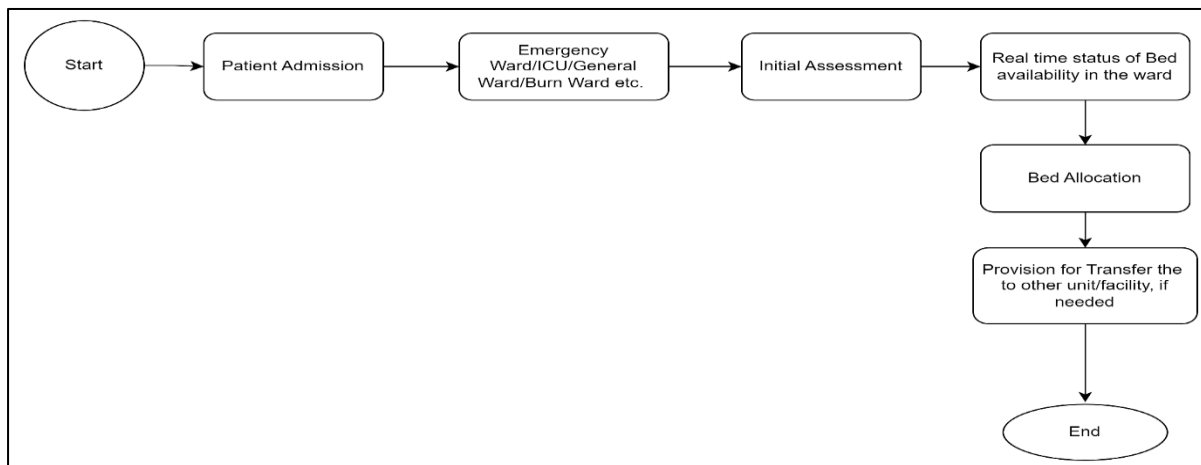 Start
Patient Admission
Emergency
Ward/ICU/General
Ward/Burn Ward etc.
Initial Assessment
Real time status of Bed
availability in the ward
Bed Allocation
Provision for Transfer the
to other unit/facility, if
needed
End